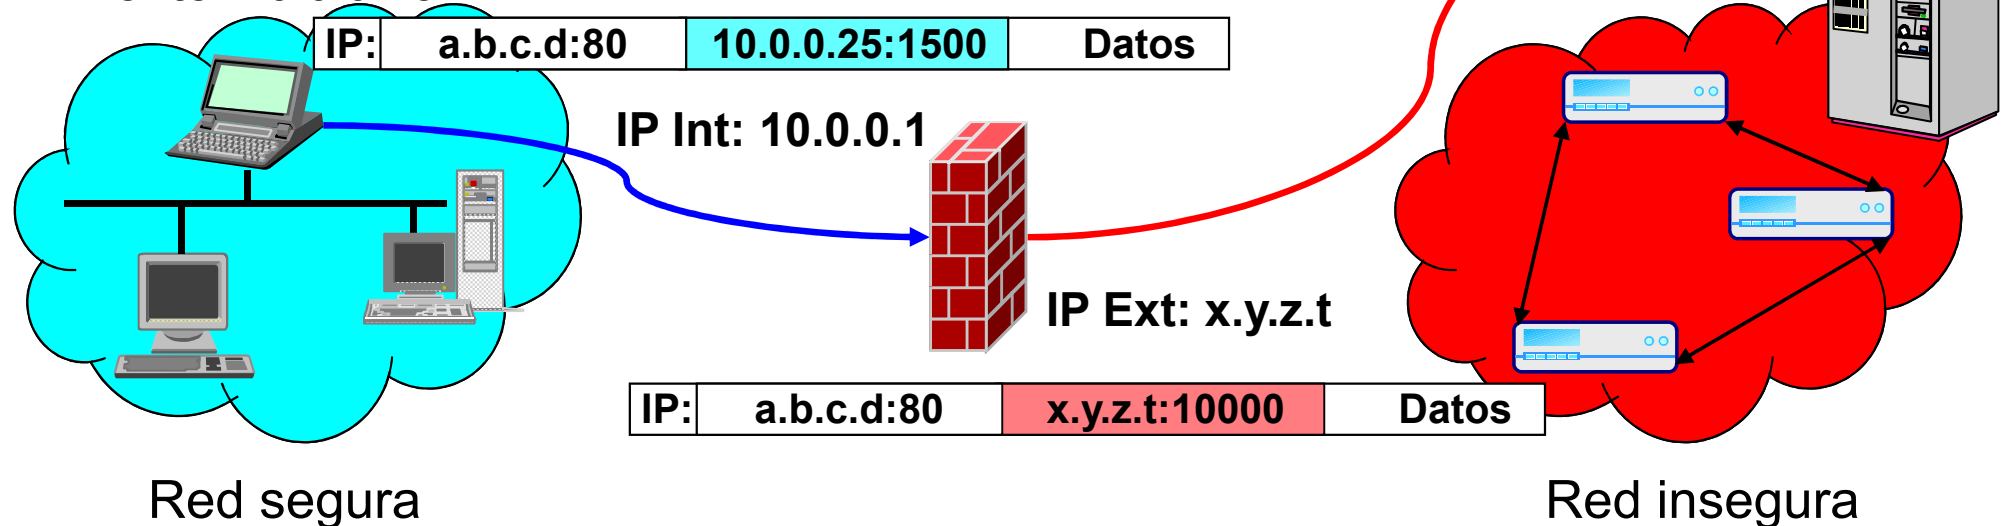 IP: a.b.c.d:80 10.0.0.25:1500 Datos
IP Int: 10.0.0.1
IP Ext: x.y.z.t
IP: a.b.c.d:80 x.y.z.t:10000 Datos
Red segura
Red insegura